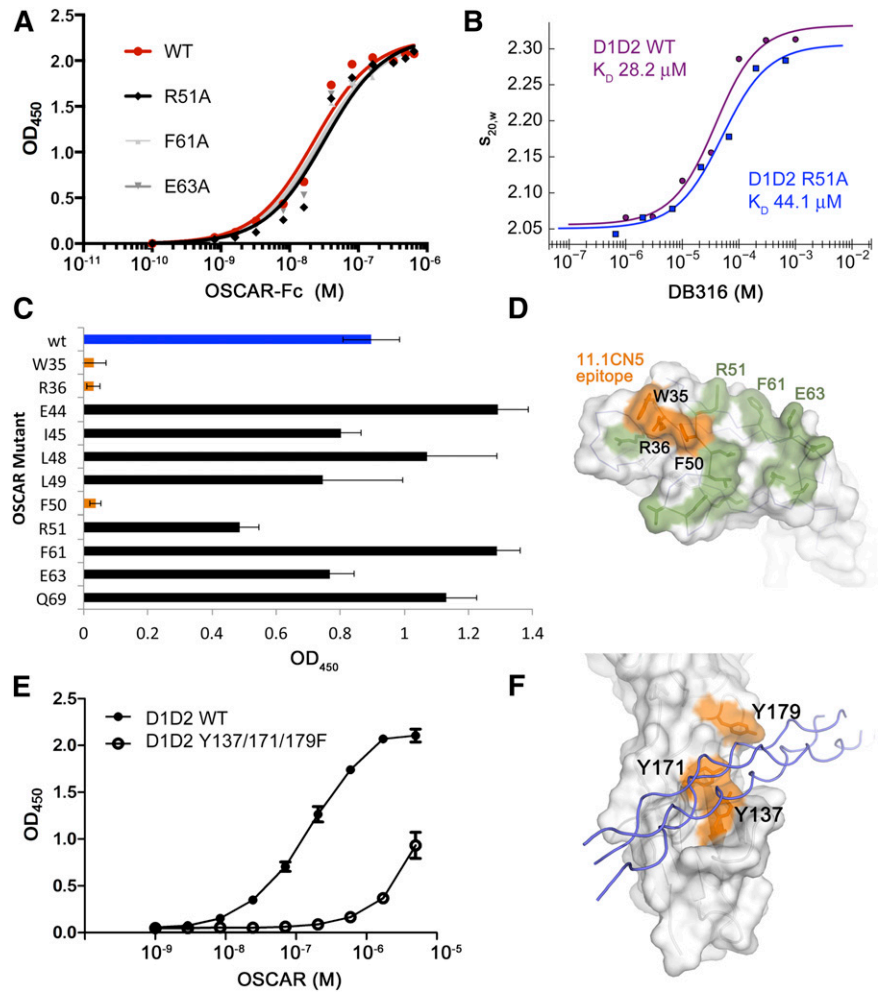 A
OD450
2.5
2.0
1.5
1.0
0.5
0.0
WT
R51A
F61A
E63A
10-11
10-10
10-9
10-8
10-7
10-6
OSCAR-Fc (M)
B
s20,w
2.30
2.25
2.20
2.15
2.10
2.05
D1D2 WT
KD 28.2 µM
D1D2 R51A
KD 44.1 µM
10-7
10-6
10-5
10-4
10-3
10-2
DB316 (M)
C
OSCAR Mutant
wt
W35
R36
E44
I45
L48
L49
F50
R51
F61
E63
Q69
0
0.2
0.4
0.6
0.8
1
1.2
1.4
OD450
D
11.1CN5
epitope
W35
R36
F50
R51
F61
E63
E
OD450
2.5
2.0
1.5
1.0
0.5
0.0
D1D2 WT
D1D2 Y137/171/179F
10-9
10-8
10-7
10-6
10-5
OSCAR (M)
F
Y179
Y171
Y137